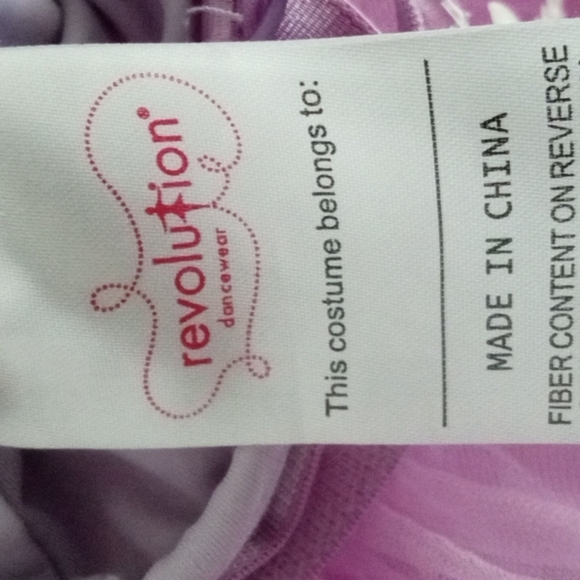 revolution®
dancewear
This costume belongs to:
MADE IN CHINA
FIBER CONTENT ON REVERSE